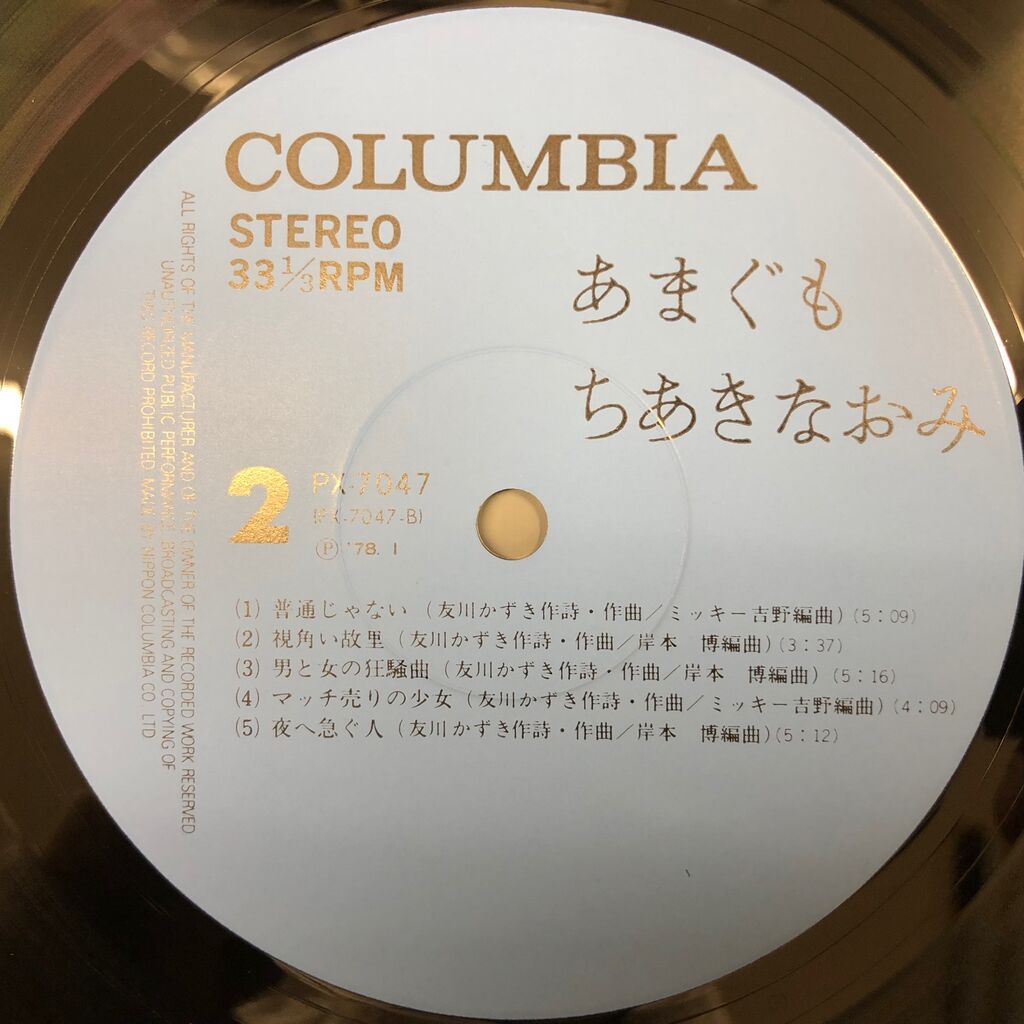 COLUMBIA
STEREO
33 1/3 RPM
あまぐも
ちあきなおみ
2
PX-7047
(PX-7047-B)
Ⓟ '78. 1
(1) 普通じゃない (友川かずき作詩・作曲／ミッキー吉野編曲) (5:09)
(2) 視角い故里 (友川かずき作詩・作曲／岸本 博編曲) (3:37)
(3) 男と女の狂騒曲 (友川かずき作詩・作曲／岸本 博編曲) (5:16)
(4) マッチ売りの少女 (友川かずき作詩・作曲／ミッキー吉野編曲) (4:09)
(5) 夜へ急ぐ人 (友川かずき作詩・作曲／岸本 博編曲) (5:12)
ALL RIGHTS OF THE MANUFACTURER AND OF THE OWNER OF THE RECORDED WORK RESERVED
UNAUTHORIZED PUBLIC PERFORMANCE BROADCASTING AND COPYING OF
THIS RECORD PROHIBITED MADE BY NIPPON COLUMBIA CO. LTD